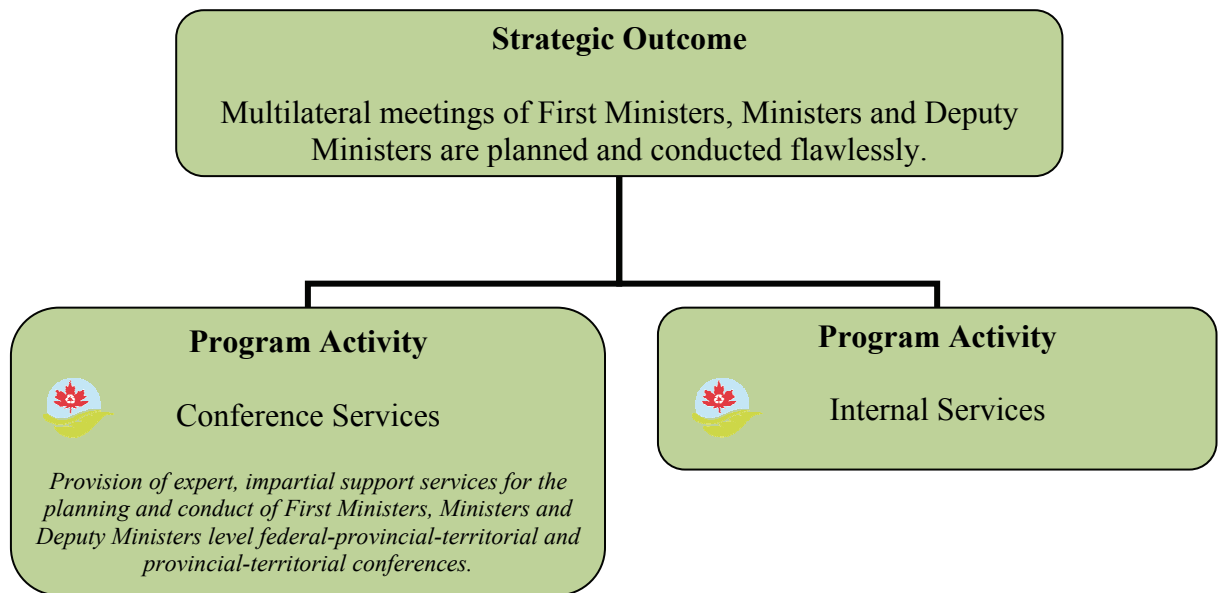 Strategic Outcome
Multilateral meetings of First Ministers, Ministers and Deputy
Ministers are planned and conducted flawlessly.
Program Activity
Conference Services
Provision of expert, impartial support services for the
planning and conduct of First Ministers, Ministers and
Deputy Ministers level federal-provincial-territorial and
provincial-territorial conferences.
Program Activity
Internal Services